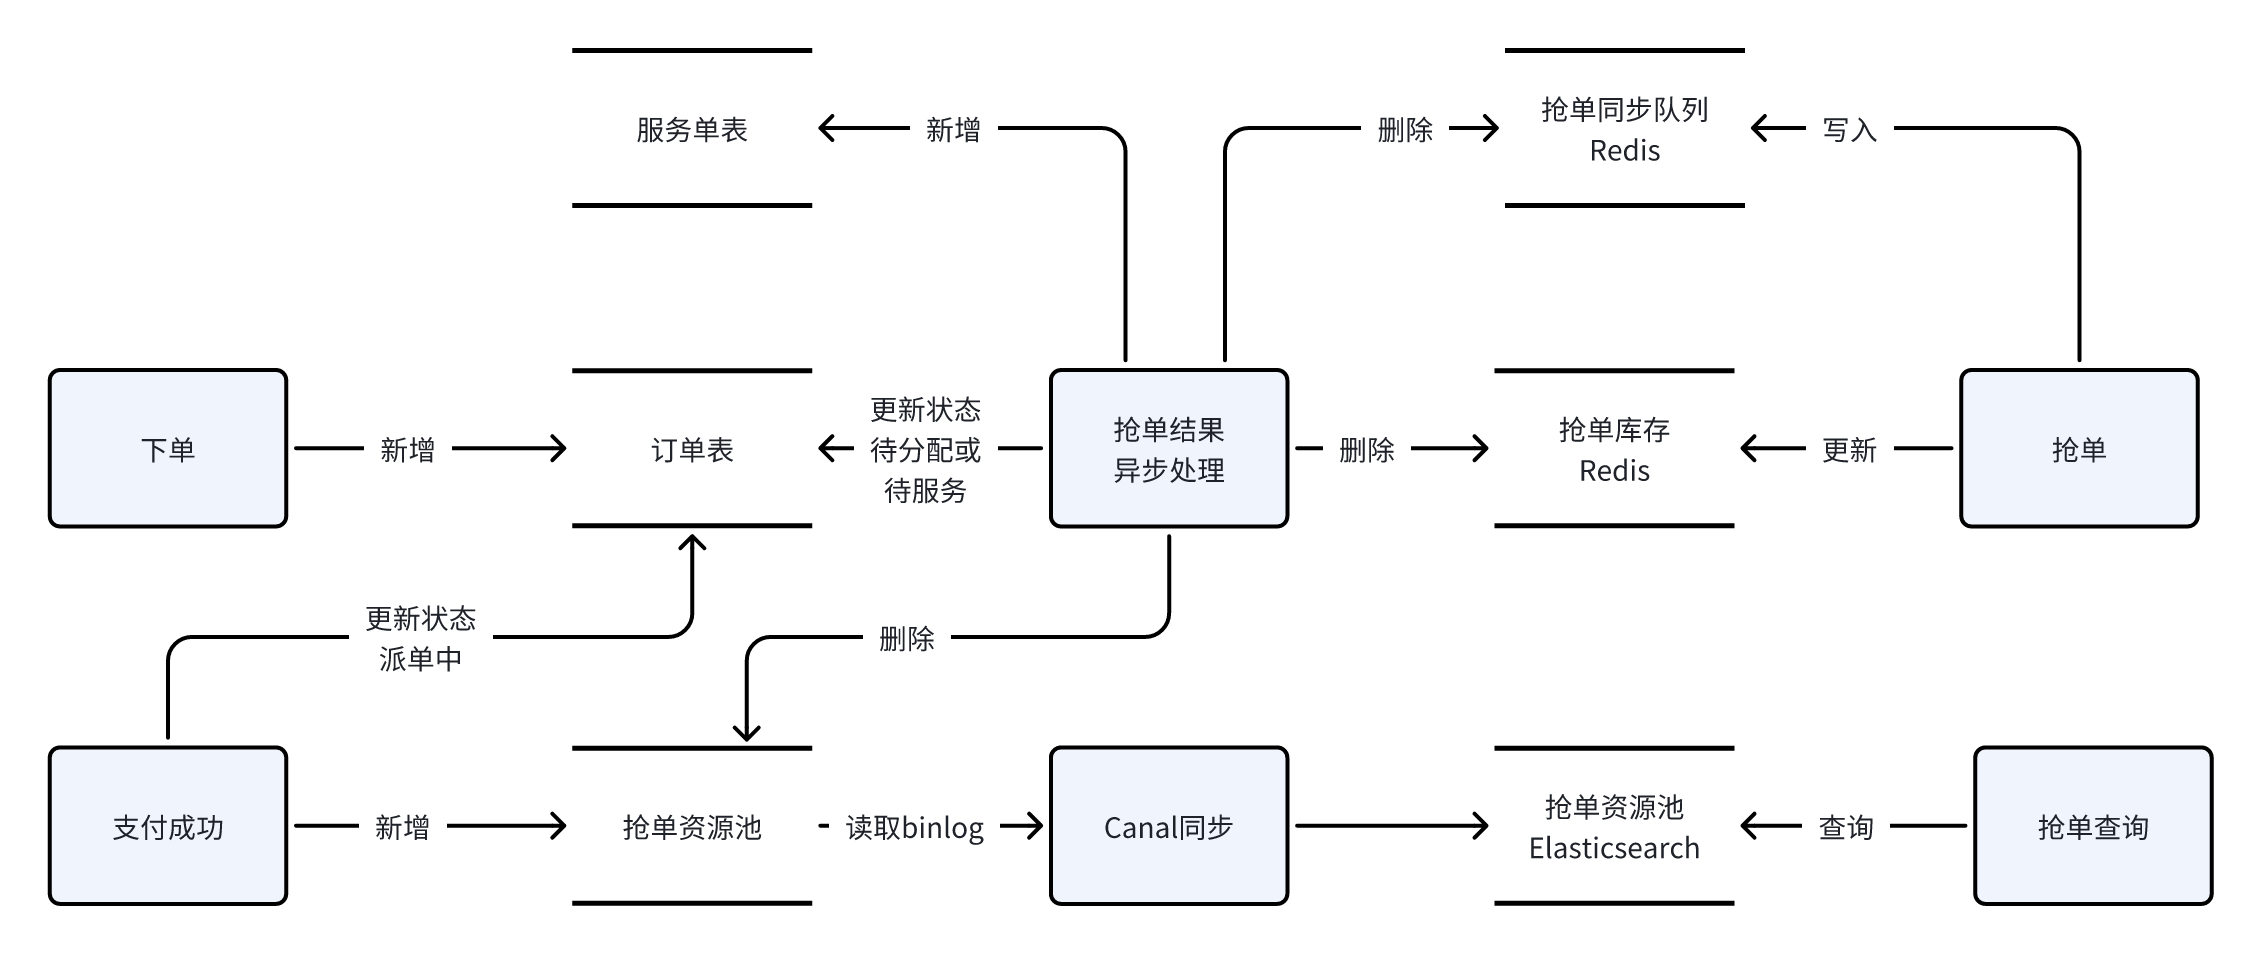 服务单表
新增
删除
抢单同步队列
Redis
写入
下单
新增
订单表
更新状态
待分配或
待服务
抢单结果
异步处理
删除
抢单库存
Redis
更新
抢单
更新状态
派单中
删除
支付成功
新增
抢单资源池
读取binlog
Canal同步
抢单资源池
Elasticsearch
查询
抢单查询